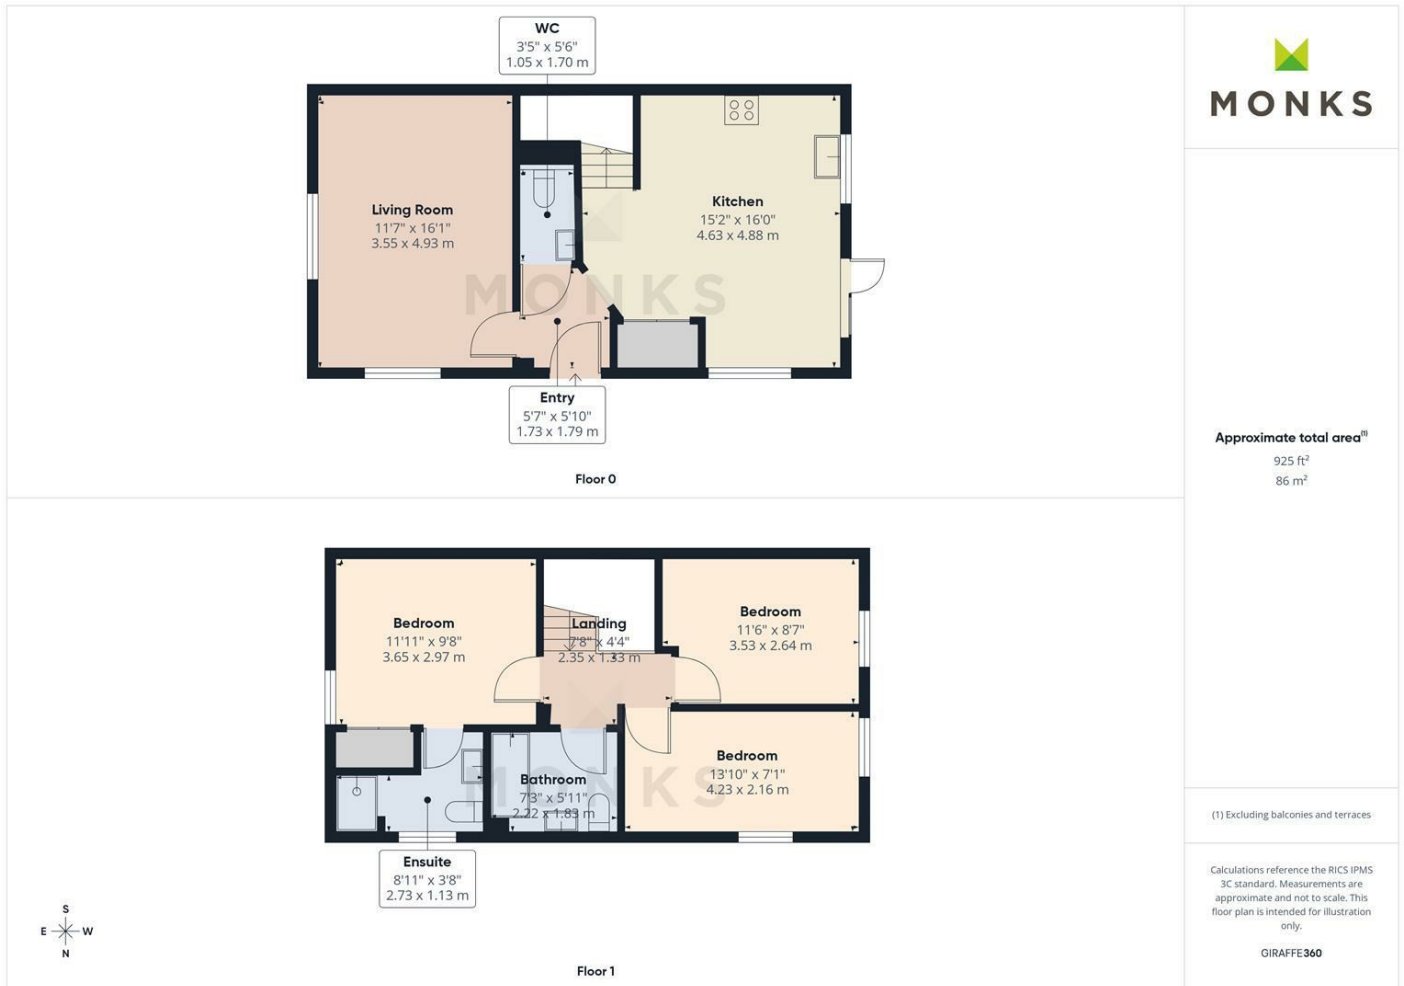 WC
3'5" x 5'6"
1.05 x 1.70 m
MONKS
Living Room
11'7" x 16'1"
3.55 x 4.93 m
Kitchen
15'2" x 16'0"
4.63 x 4.88 m
MONKS
Entry
5'7" x 5'10"
1.73 x 1.79 m
Floor 0
Approximate total area(1)
925 ft²
86 m²
Bedroom
11'11" x 9'8"
3.65 x 2.97 m
Landing
7'8" x 4'4"
2.35 x 1.33 m
Bedroom
11'6" x 8'7"
3.53 x 2.64 m
Bathroom
7'3" x 5'11"
2.22 x 1.83 m
Bedroom
13'10" x 7'1"
4.23 x 2.16 m
MONKS
Ensuite
8'11" x 3'8"
2.73 x 1.13 m
S
E W
N
Floor 1
(1) Excluding balconies and terraces
Calculations reference the RICS IPMS
3C standard. Measurements are
approximate and not to scale. This
floor plan is intended for illustration
only.
GIRAFFE360